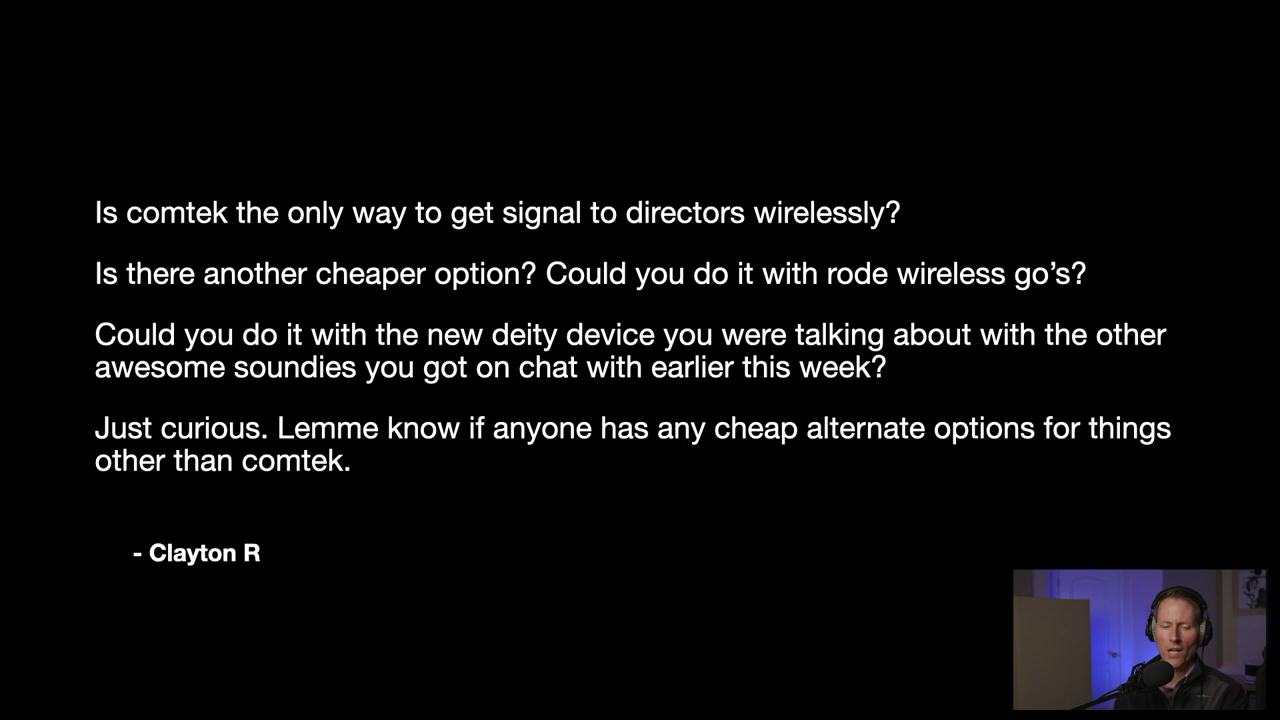 Is comtek the only way to get signal to directors wirelessly?
Is there another cheaper option? Could you do it with rode wireless go’s?
Could you do it with the new deity device you were talking about with the other
awesome soundies you got on chat with earlier this week?
Just curious. Lemme know if anyone has any cheap alternate options for things
other than comtek.
- Clayton R